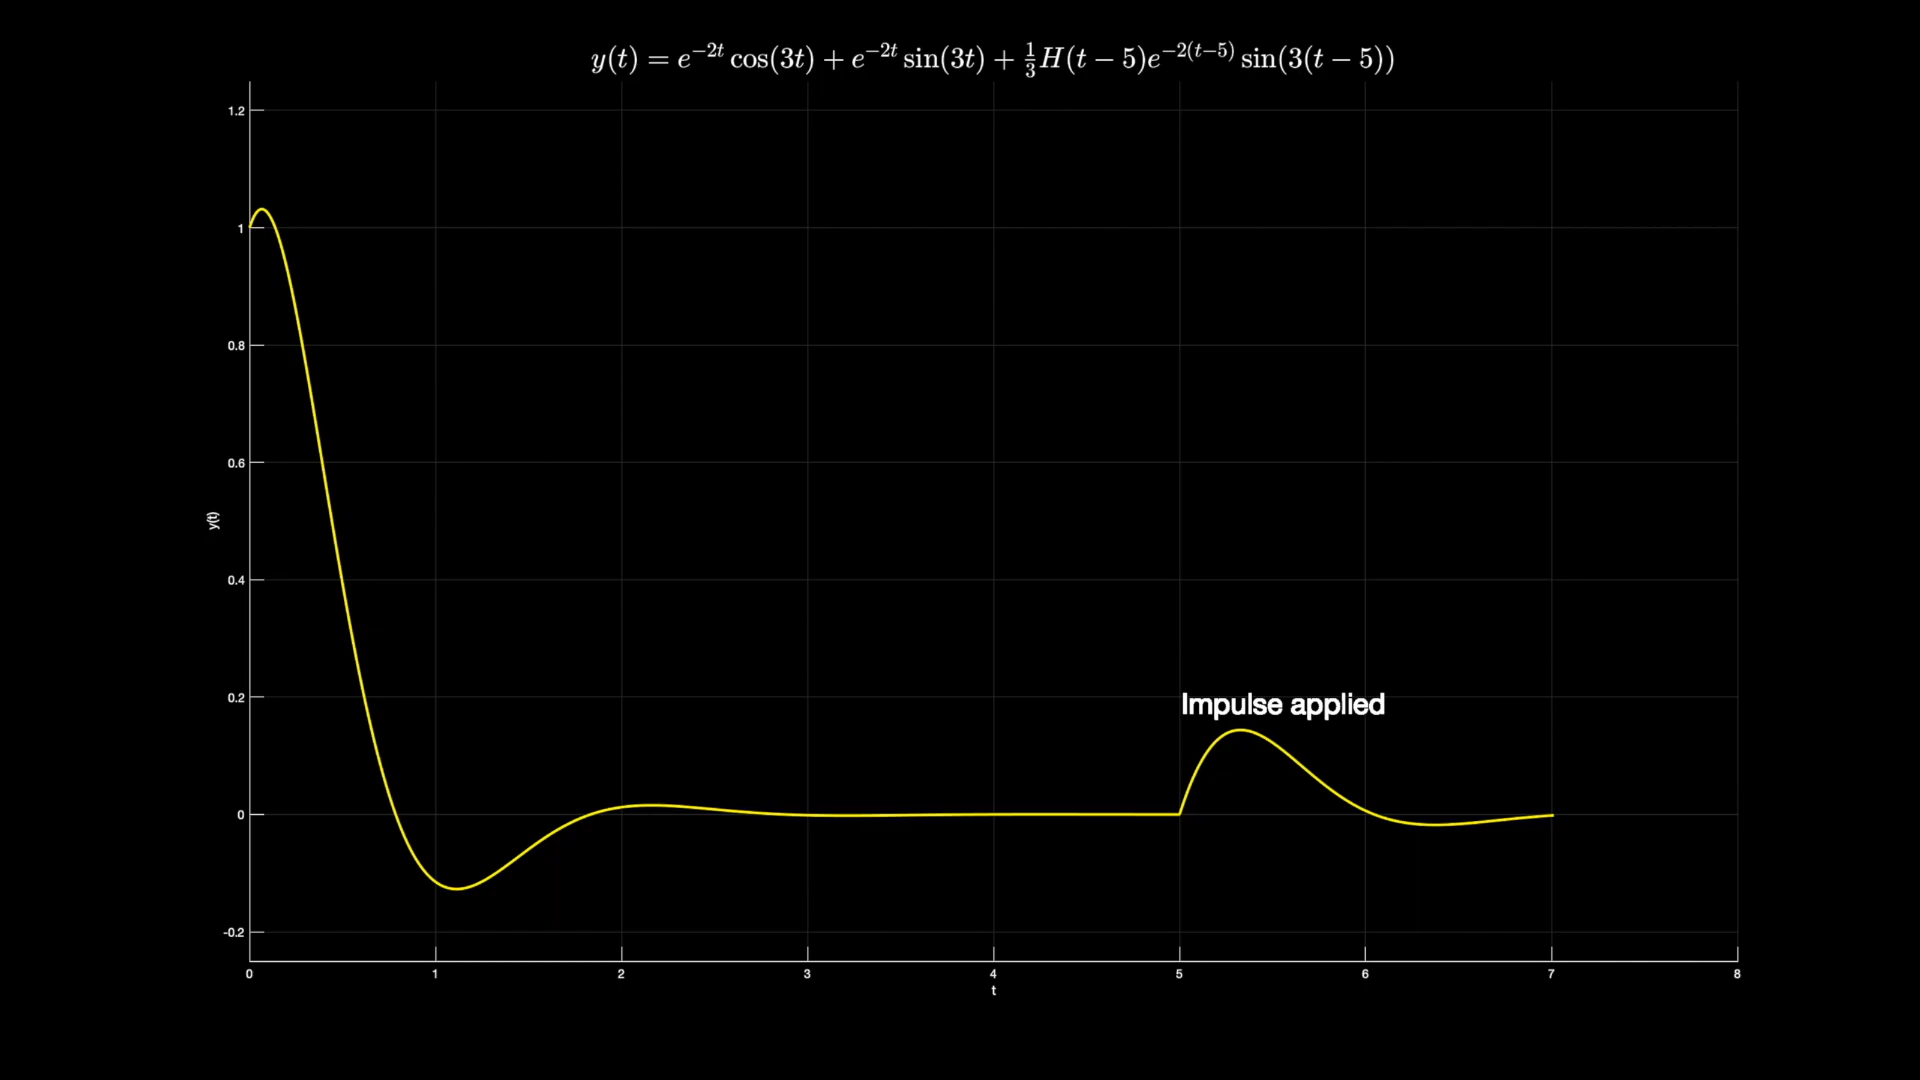 y(t) = e^{-2t} cos(3t) + e^{-2t} sin(3t) + \frac{1}{3}H(t − 5)e^{-2(t−5)} sin(3(t − 5))
1.2
1
0.8
0.6
y(t)
0.4
0.2
Impulse applied
0
-0.2
0 1 2 3 4 5 6 7 8
t